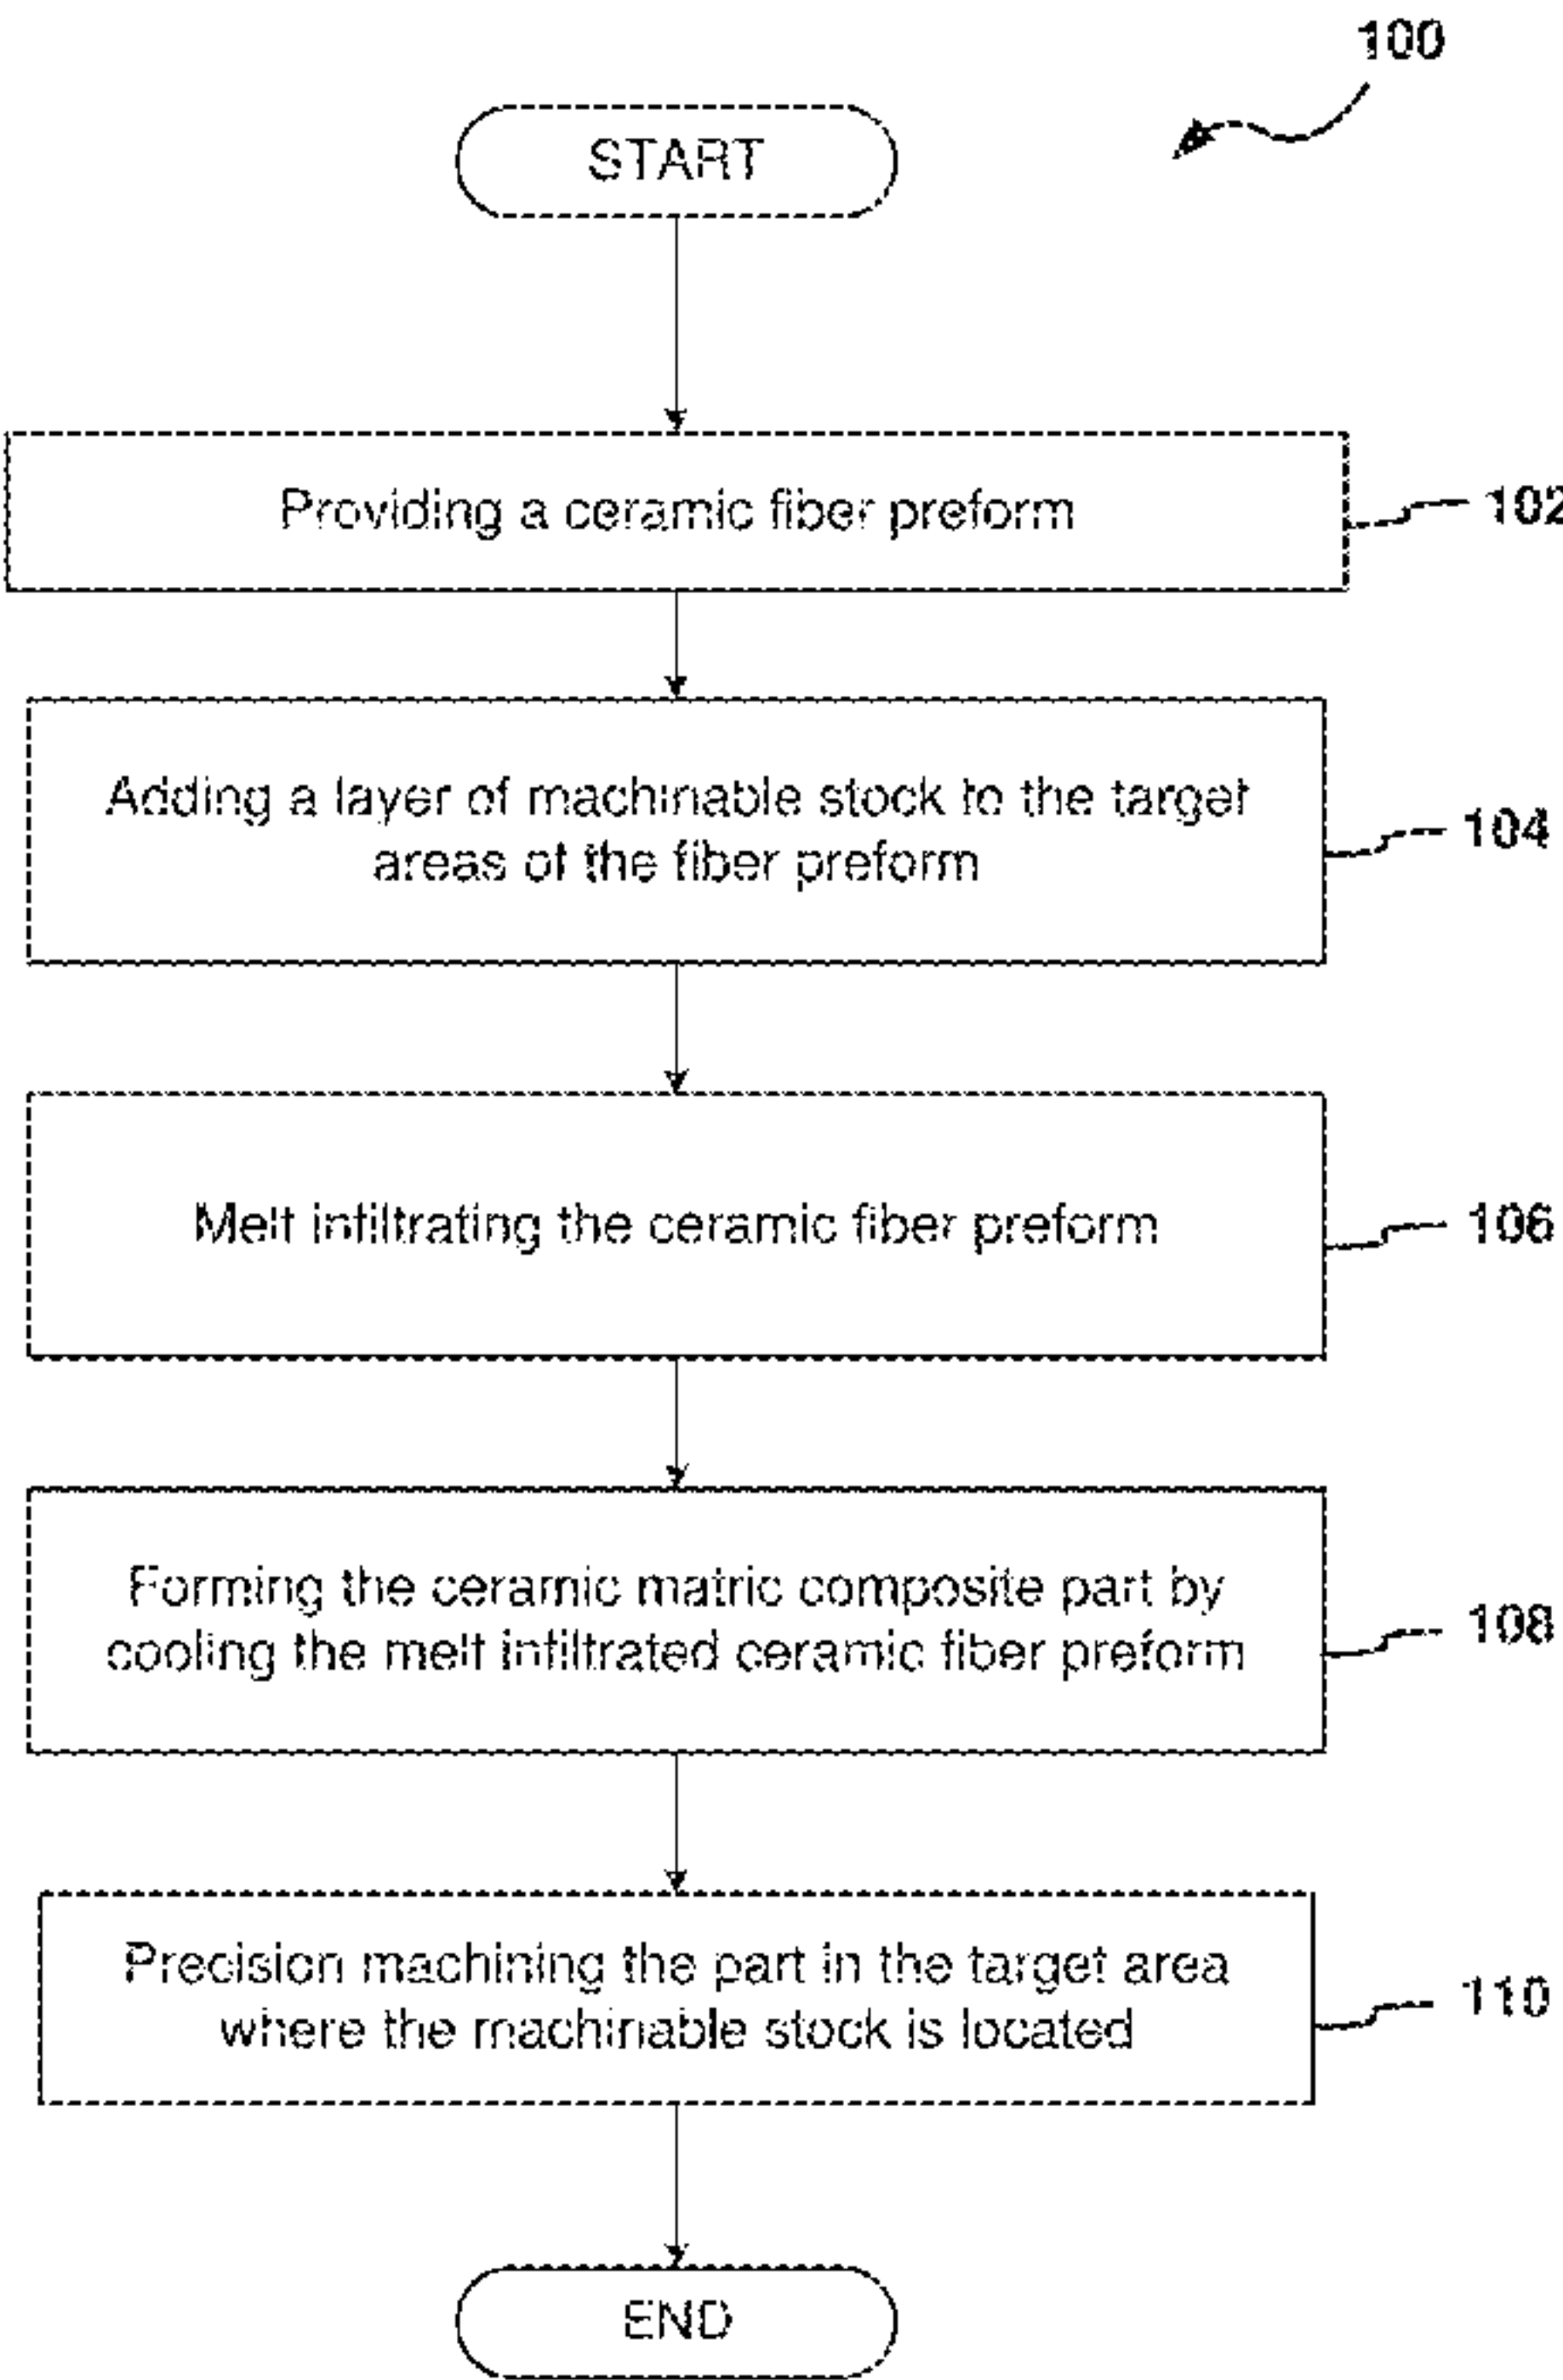 100
START
Providing a ceramic fiber preform
102
Adding a layer of machinable stock to the target
areas of the fiber preform
104
Melt infiltrating the ceramic fiber preform
106
Forming the ceramic matric composite part by
cooling the melt infiltrated ceramic fiber preform
108
Precision machining the part in the target area
where the machinable stock is located
110
END